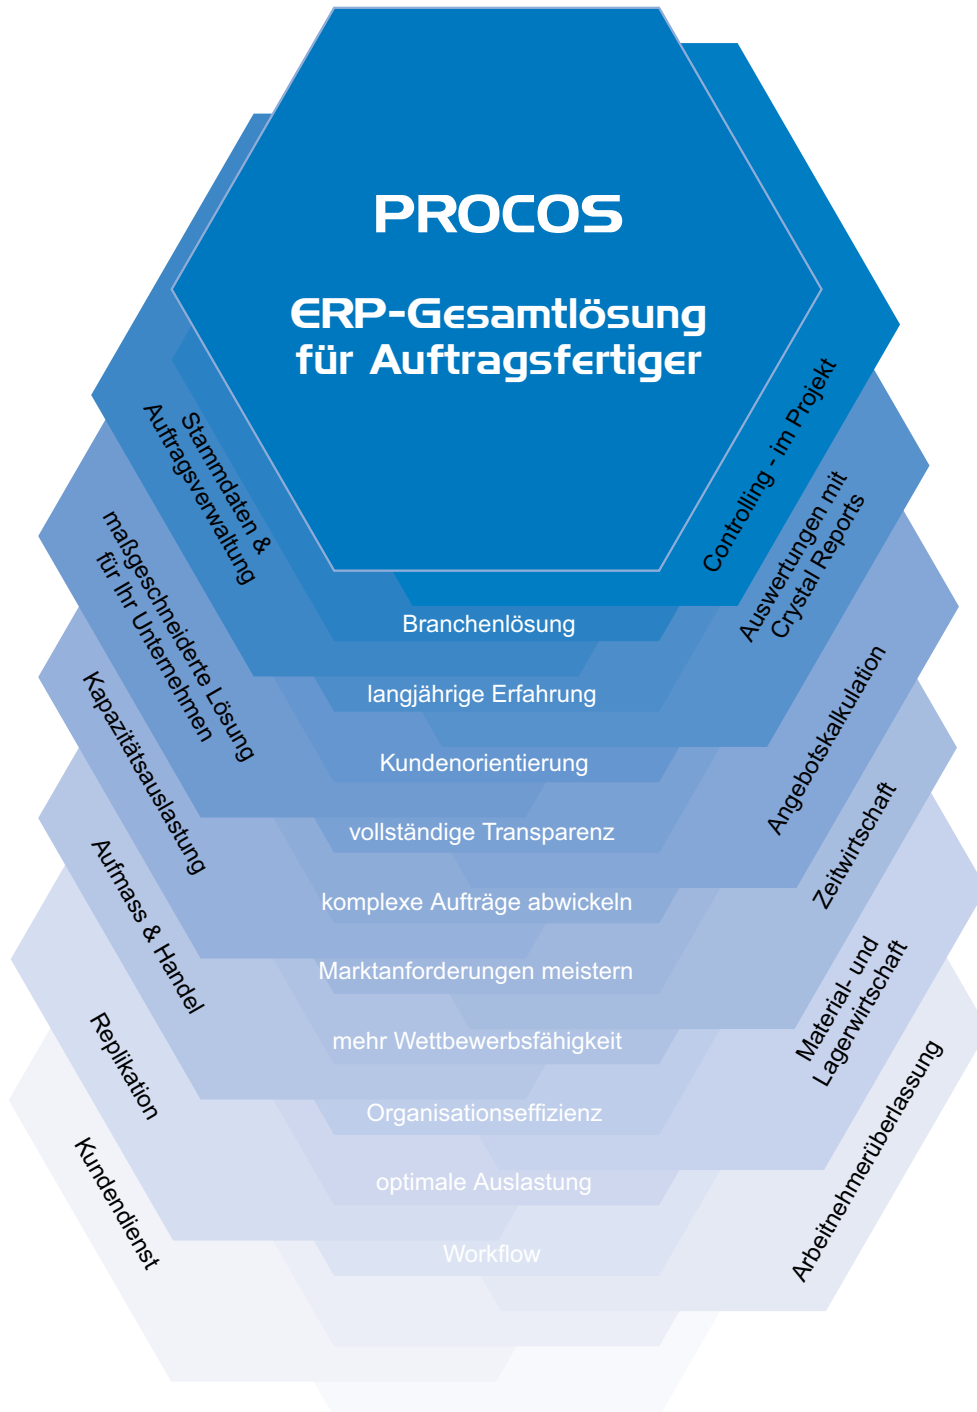 PROCOS
ERP-Gesamtlösung
für Auftragsfertiger
Stammdaten &
Auftragsverwaltung
maßgeschneiderte Lösung
für Ihr Unternehmen
Kapazitätsauslastung
Aufmass & Handel
Replikation
Kundendienst
Branchenlösung
langjährige Erfahrung
Kundenorientierung
vollständige Transparenz
komplexe Aufträge abwickeln
Marktanforderungen meistern
mehr Wettbewerbsfähigkeit
Organisationseffizienz
optimale Auslastung
Workflow
Controlling - im Projekt
Auswertungen mit
Crystal Reports
Angebotskalkulation
Zeitwirtschaft
Material- und
Lagerwirtschaft
Arbeitnehmerüberlassung